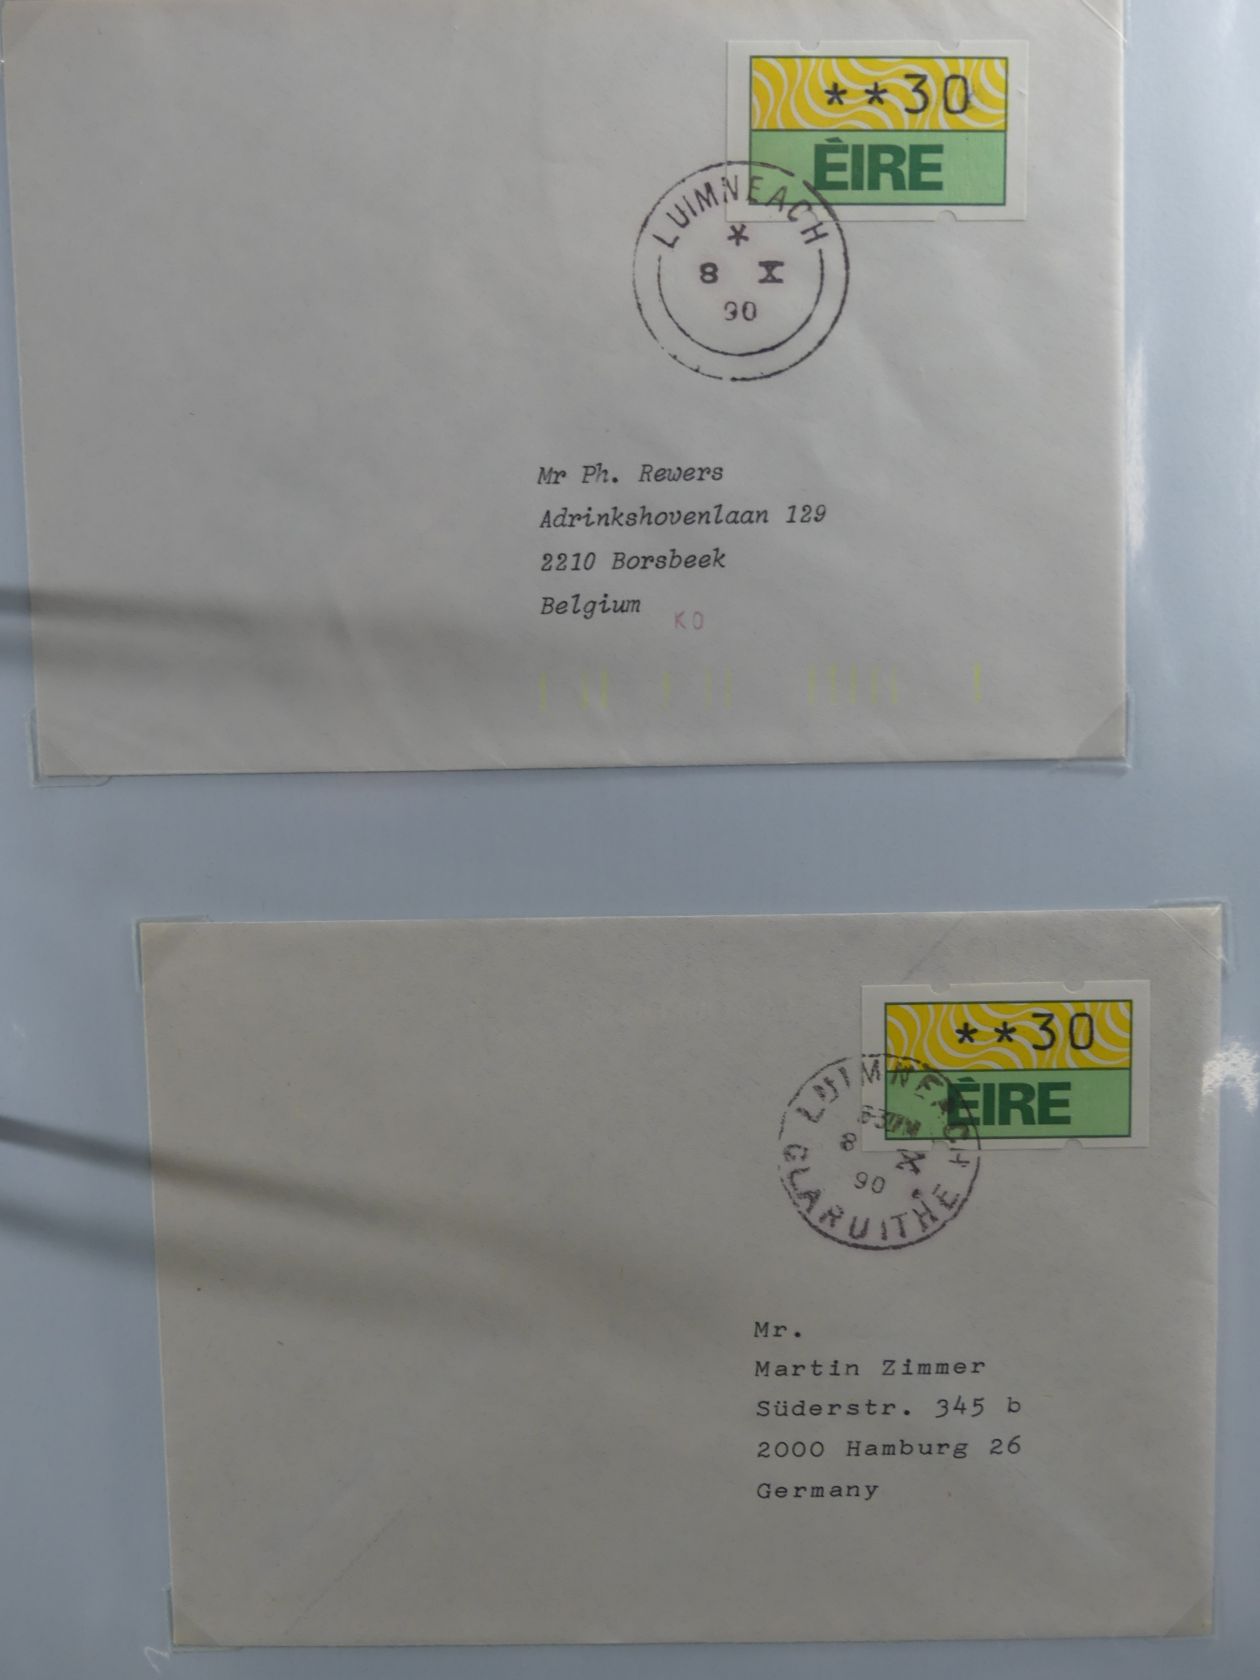 **30
ÉIRE
LUIMNEACH
*
8 X
90
Mr Ph. Rewers
Adrinkshovenlaan 129
2210 Borsbeek
Belgium
KO
**30
ÉIRE
LUIMNEACH
8 X
90
CLARUITHE
Mr.
Martin Zimmer
Süderstr. 345 b
2000 Hamburg 26
Germany